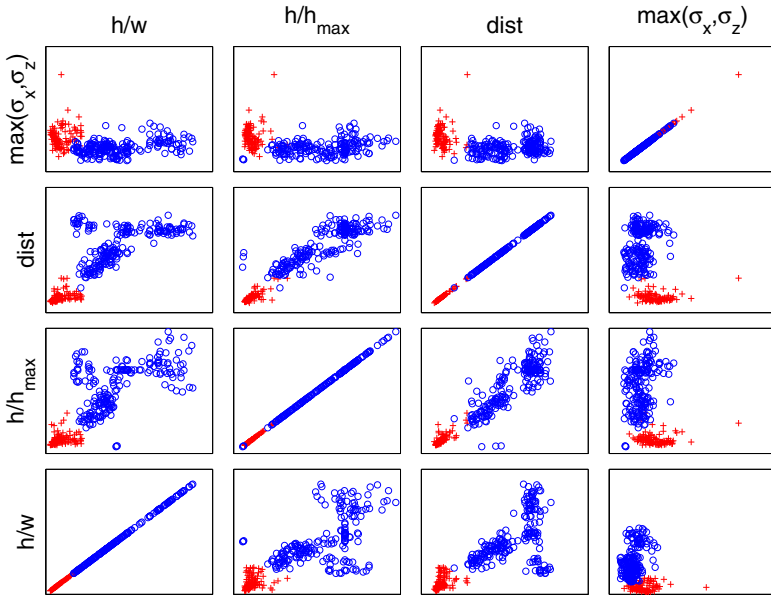 h/w h/h_max dist max(σ_x,σ_z)
max(σ_x,σ_z)
dist
h/h_max
h/w